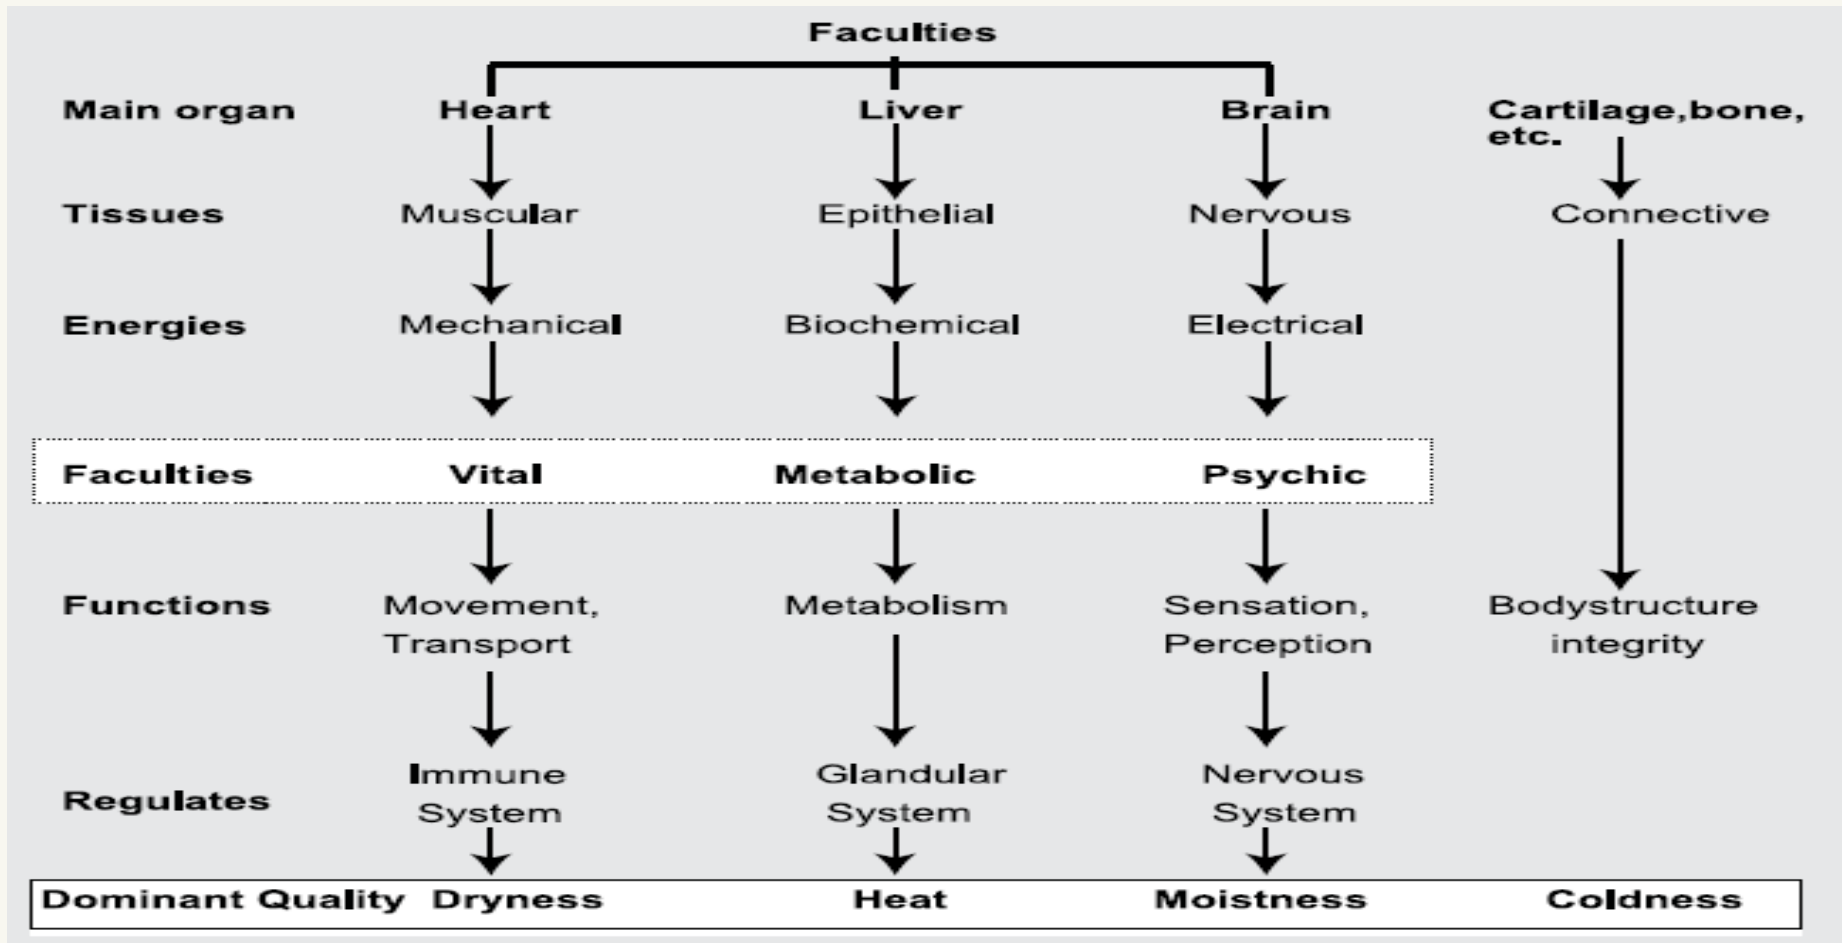 Faculties
Main organ Heart Liver Brain Cartilage,bone,
etc.
Tissues Muscular Epithelial Nervous Connective
Energies Mechanical Biochemical Electrical
Faculties Vital Metabolic Psychic
Functions Movement, Metabolism Sensation, Bodystructure
Transport Perception integrity
Immune Glandular Nervous
Regulates
System System System
Dominant Quality Dryness Heat Moistness Coldness